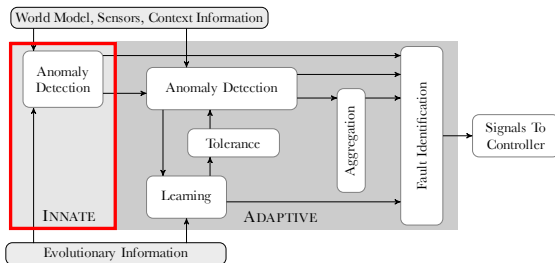 World Model, Sensors, Context Information
Anomaly
Detection
Anomaly Detection
Tolerance
Learning
Aggregation
Fault Identification
Signals To
Controller
INNATE
ADAPTIVE
Evolutionary Information